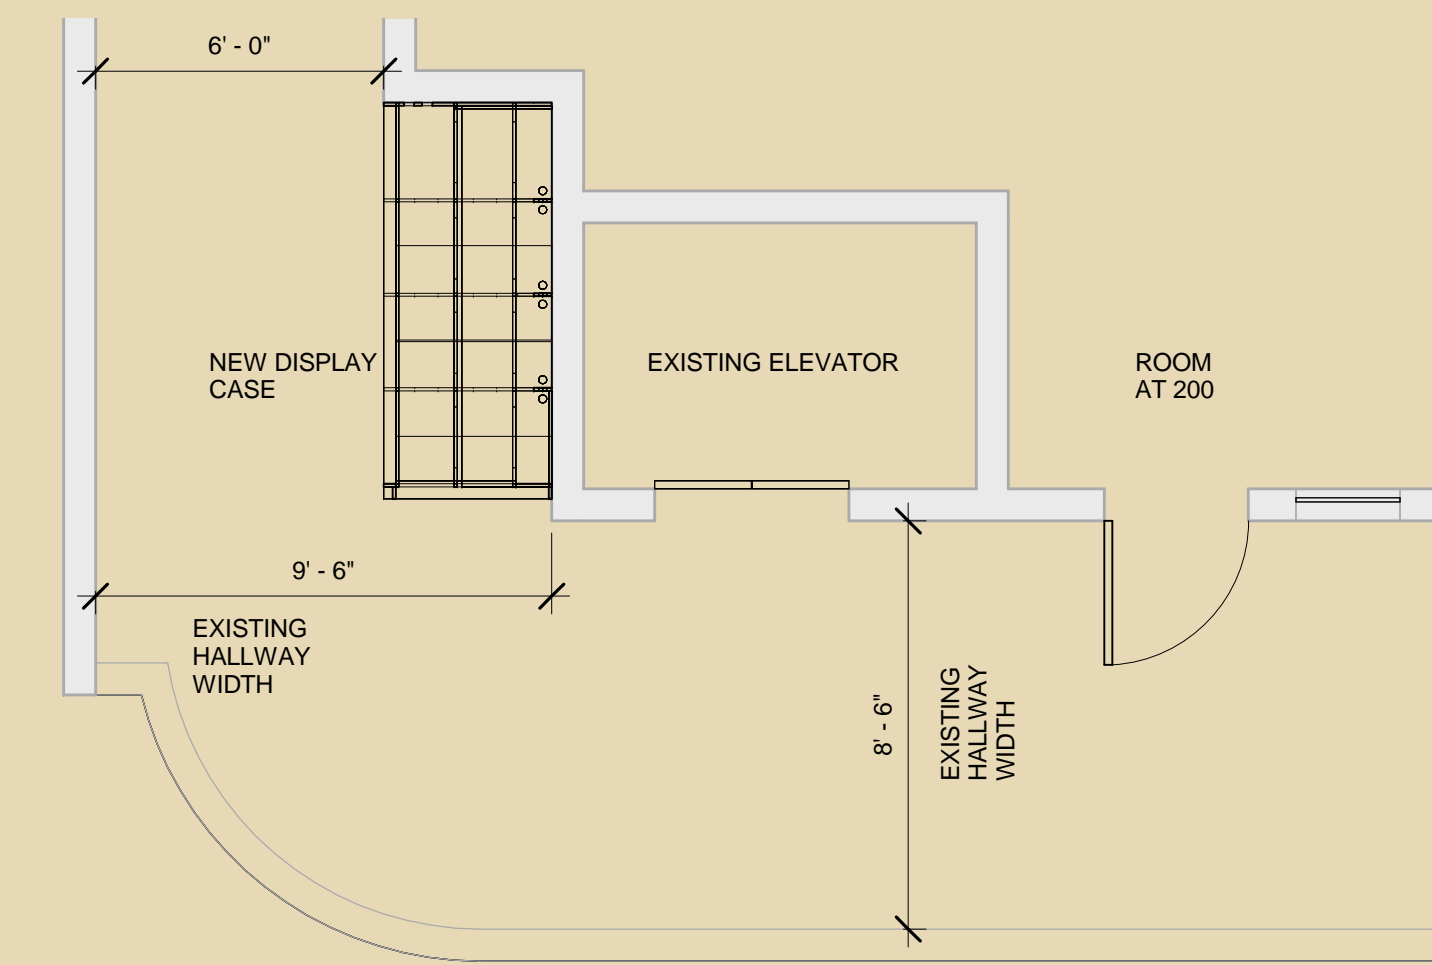 6' - 0"
NEW DISPLAY
CASE
EXISTING ELEVATOR
ROOM
AT 200
9' - 6"
EXISTING
HALLWAY
WIDTH
8' - 6"
EXISTING
HALLWAY
WIDTH